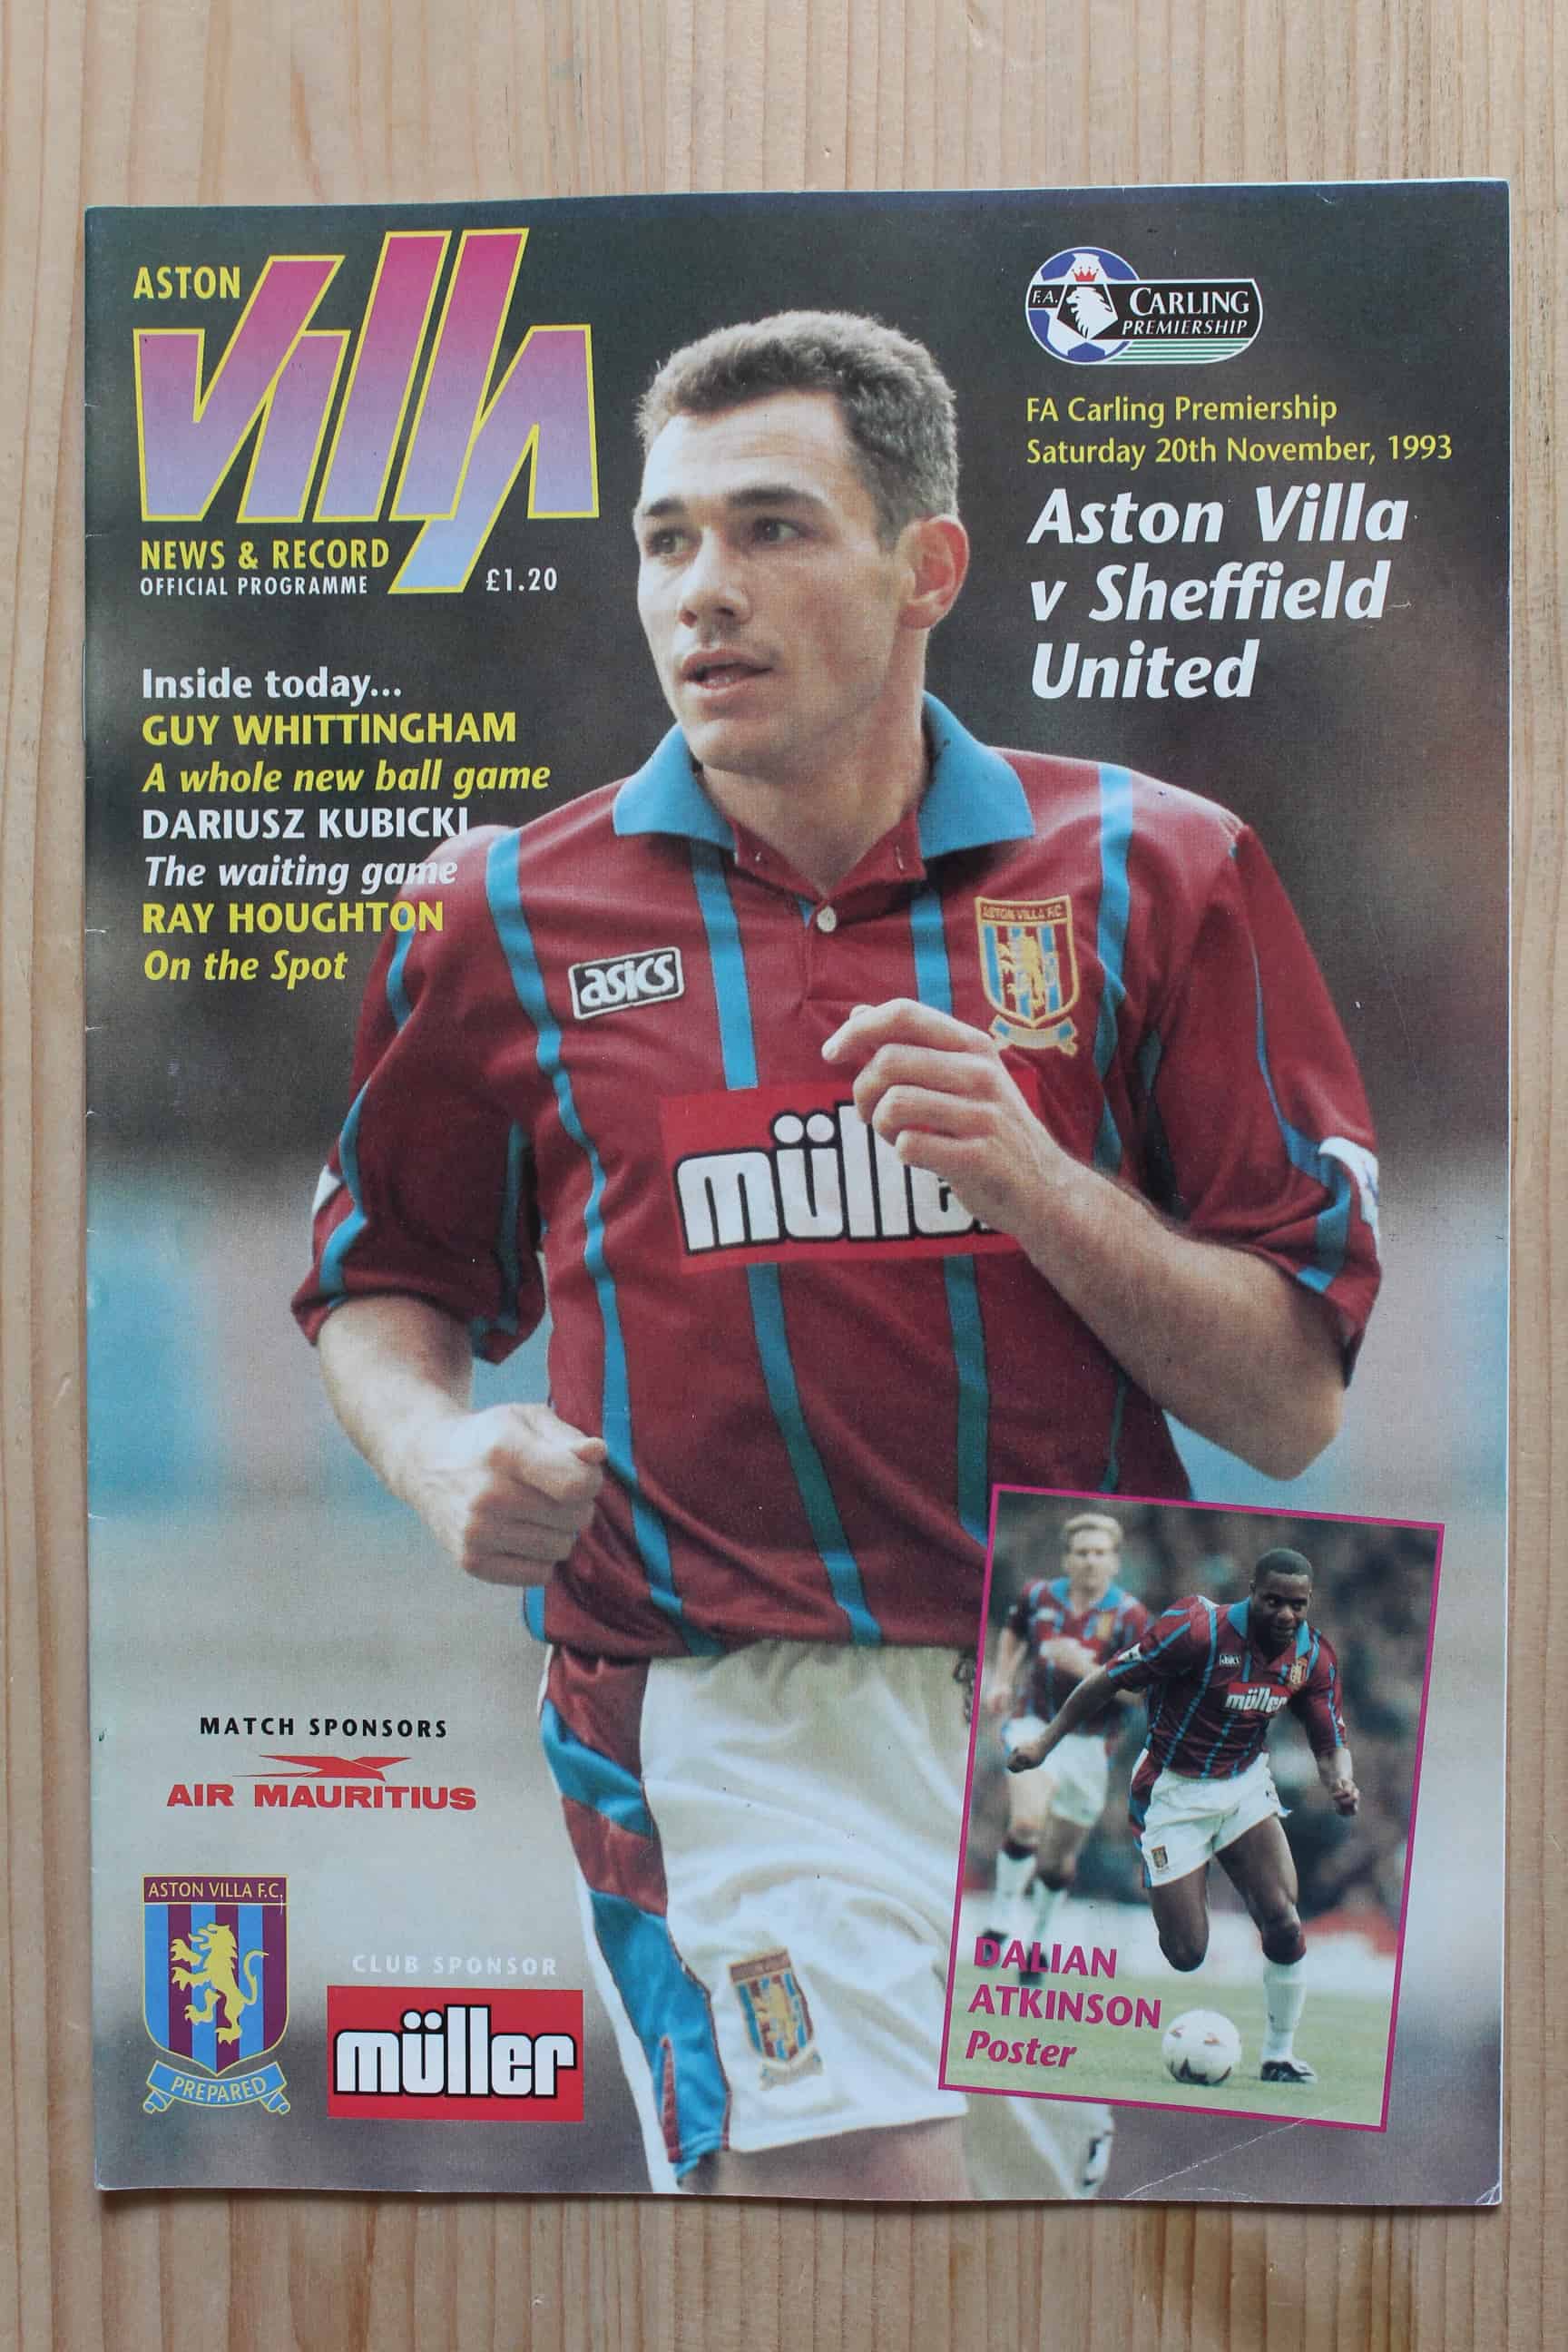 ASTON
villa
NEWS & RECORD
OFFICIAL PROGRAMME
£1.20
F.A. CARLING
PREMIERSHIP
FA Carling Premiership
Saturday 20th November, 1993
Aston Villa
v Sheffield
United
Inside today...
GUY WHITTINGHAM
A whole new ball game
DARIUSZ KUBICKI
The waiting game
RAY HOUGHTON
On the Spot
asics
ASTON VILLA F.C.
müller
MATCH SPONSORS
AIR MAURITIUS
ASTON VILLA F.C.
PREPARED
CLUB SPONSOR
müller
asics
müller
DALIAN
ATKINSON
Poster